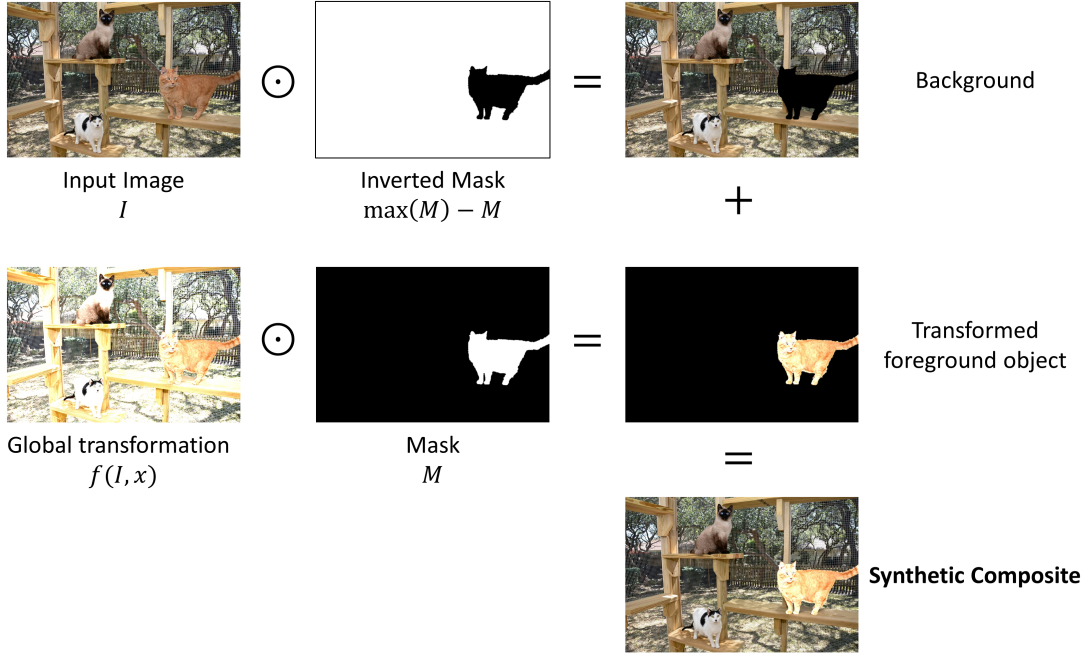 ⊙
=
Background
Input Image
I
Inverted Mask
max(M) − M
+
⊙
=
Transformed
foreground object
Global transformation
f(I, x)
Mask
M
=
Synthetic Composite